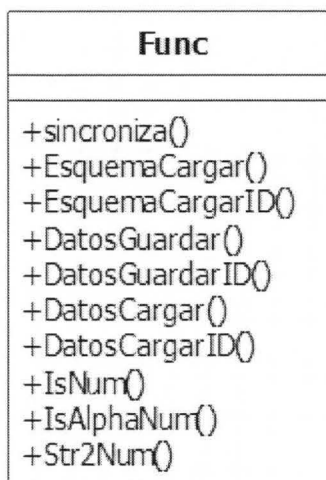 Func
+sincroniza()
+EsquemaCargar()
+EsquemaCargarID()
+DatosGuardar()
+DatosGuardarID()
+DatosCargar()
+DatosCargarID()
+IsNum()
+IsAlphaNum()
+Str2Num()